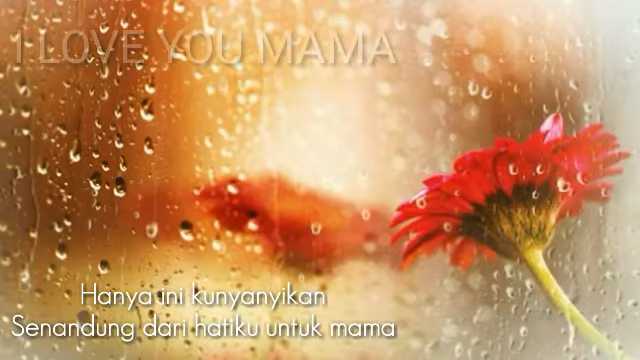 I LOVE YOU MAMA
Hanya ini kunyanyikan
Senandung dari hatiku untuk mama